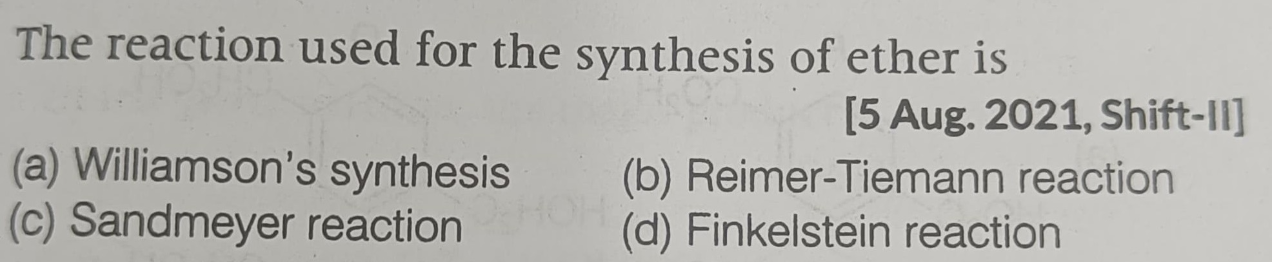 The reaction used for the synthesis of ether is
[5 Aug. 2021, Shift-II]
(a) Williamson's synthesis (b) Reimer-Tiemann reaction
(c) Sandmeyer reaction (d) Finkelstein reaction